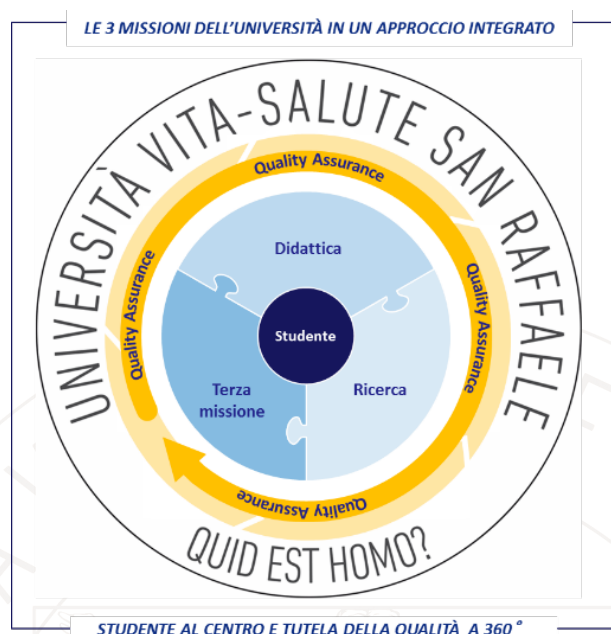 LE 3 MISSIONI DELL'UNIVERSITÀ IN UN APPROCCIO INTEGRATO
UNIVERSITÀ VITA-SALUTE SAN RAFFAELE
Quality Assurance
Quality Assurance
Quality Assurance
Didattica
Studente
Terza
missione
Ricerca
Quality Assurance
QUID EST HOMO?
STUDENTE AL CENTRO E TUTELA DELLA QUALITÀ A 360°